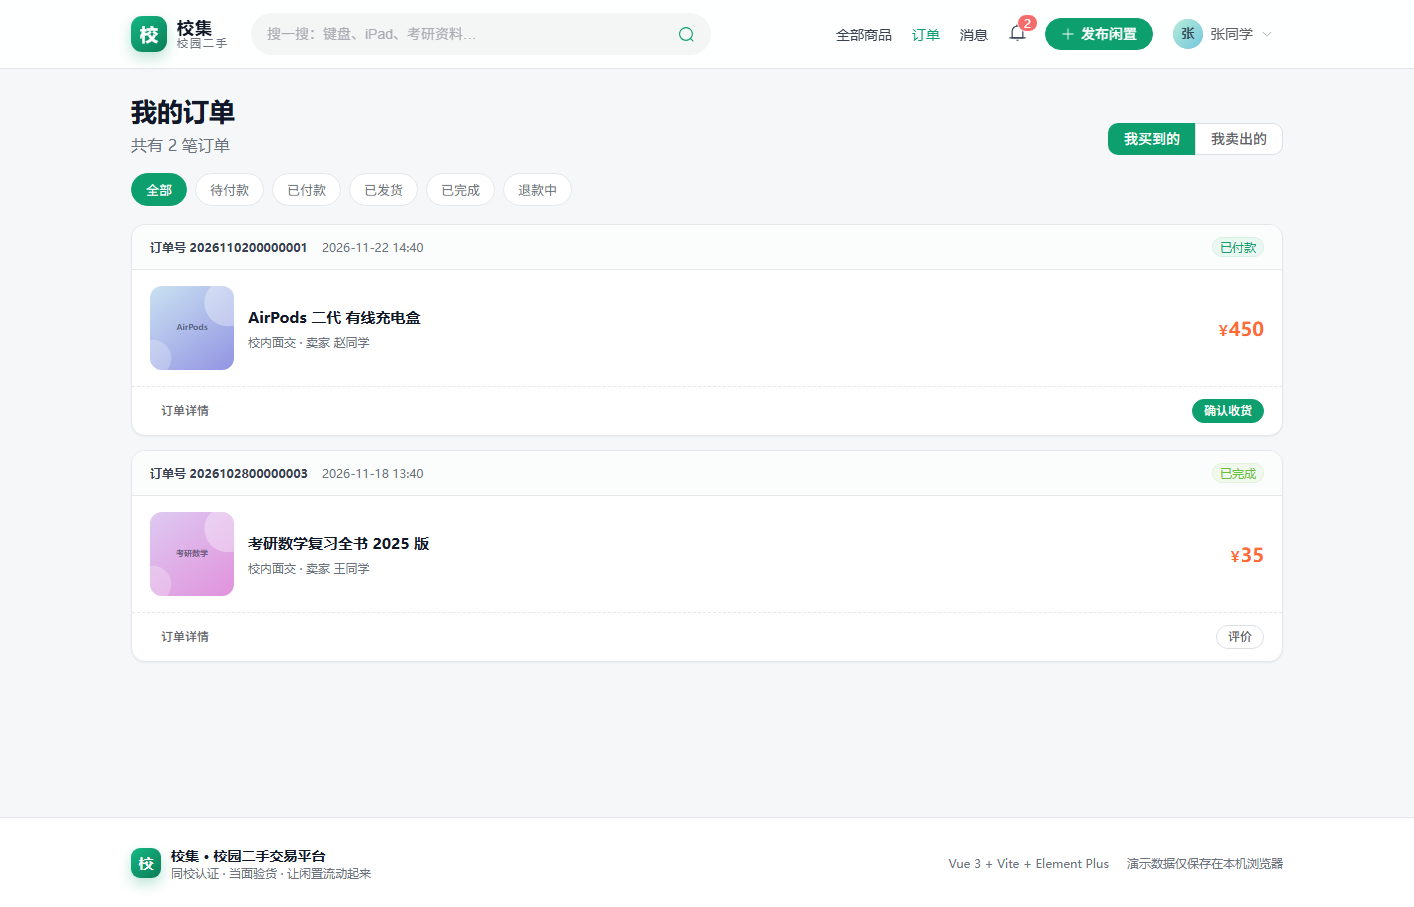 校
校集
校园二手
搜一搜：键盘、iPad、考研资料...
全部商品
订单
消息
2
发布闲置
张
张同学
我的订单
共有 2 笔订单
我买到的
我卖出的
全部
待付款
已付款
已发货
已完成
退款中
订单号 2026110200000001 2026-11-22 14:40
已付款
AirPods
AirPods 二代 有线充电盒
校内面交 · 卖家 赵同学
¥450
订单详情
确认收货
订单号 2026102800000003 2026-11-18 13:40
已完成
考研数学
考研数学复习全书 2025 版
校内面交 · 卖家 王同学
¥35
订单详情
评价
校
校集 • 校园二手交易平台
同校认证 · 当面验货 · 让闲置流动起来
Vue 3 + Vite + Element Plus
演示数据仅保存在本机浏览器